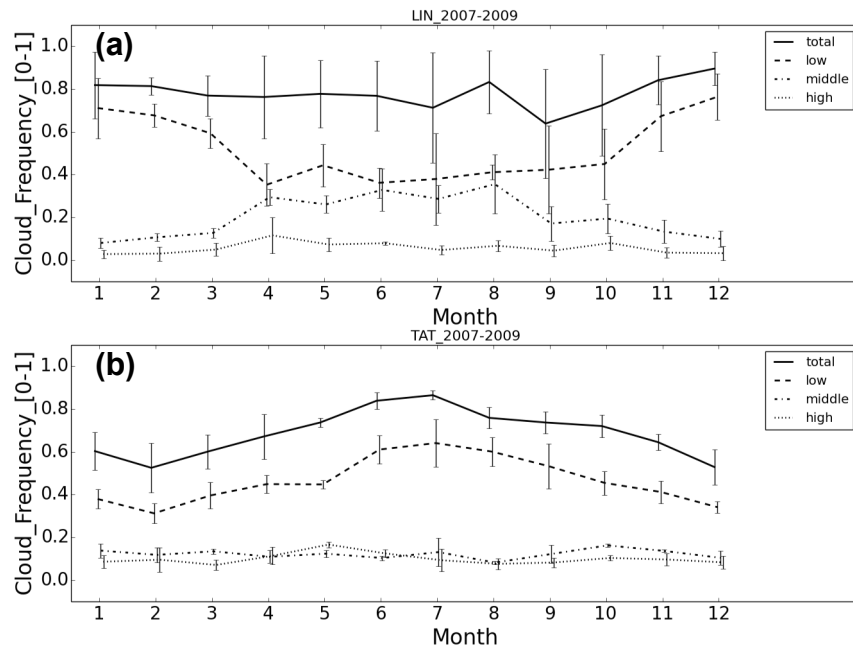 LIN_2007-2009
(a)
Cloud_Frequency_[0-1]
1.0
0.8
0.6
0.4
0.2
0.0
1 2 3 4 5 6 7 8 9 10 11 12
Month
total
low
middle
high
TAT_2007-2009
(b)
Cloud_Frequency_[0-1]
1.0
0.8
0.6
0.4
0.2
0.0
1 2 3 4 5 6 7 8 9 10 11 12
Month
total
low
middle
high